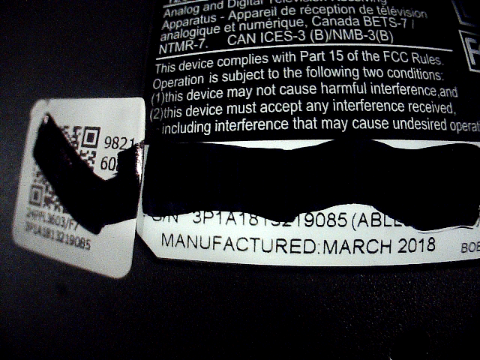 Analog and Digital Television Receiving
Apparatus - Appareil de réception de télévision
analogique et numérique, Canada BETS-7 /
NTMR-7. CAN ICES-3 (B)/NMB-3(B)
This device complies with Part 15 of the FCC Rules.
Operation is subject to the following two conditions:
(1)this device may not cause harmful interference,and
(2)this device must accept any interference received,
including interference that may cause undesired operat
9821
60
3P1A1813219085
S/N 3P1A1813219085
MANUFACTURED:MARCH 2018